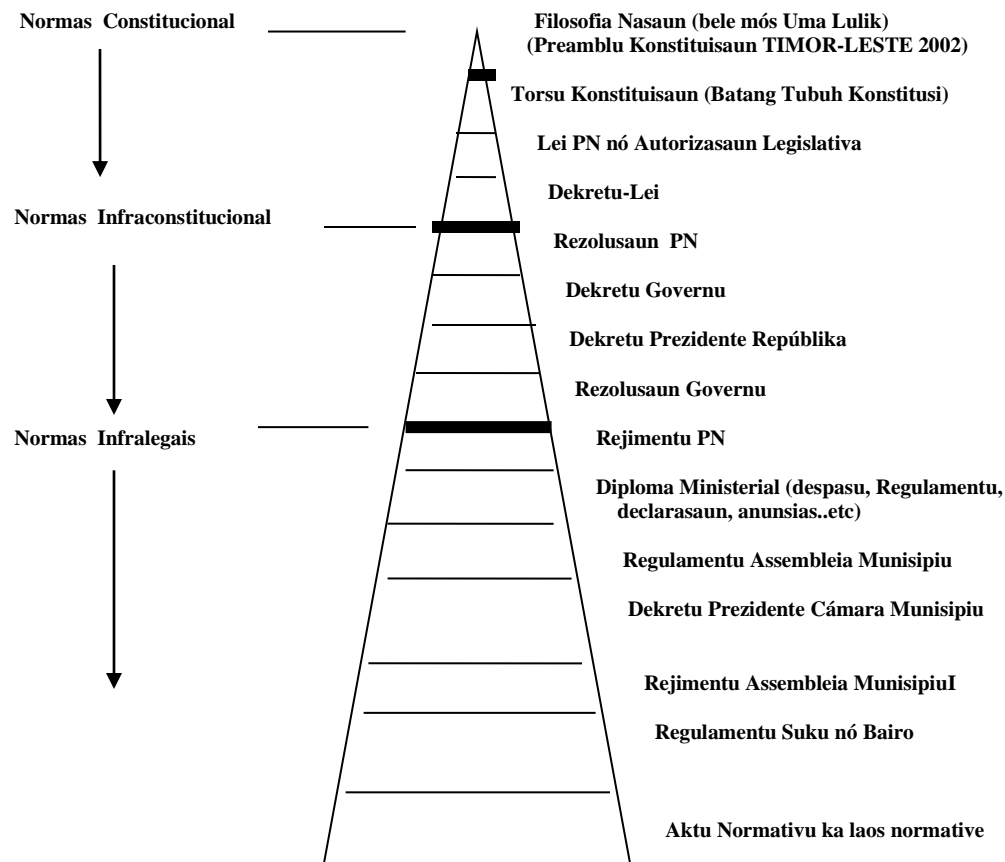 Normas Constitucional
Filosofia Nasaun (bele mós Uma Lulik)
(Preamblu Konstituisaun TIMOR-LESTE 2002)
Torsu Konstituisaun (Batang Tubuh Konstitusi)
Lei PN nó Autorizasaun Legislativa
Dekretu-Lei
Normas Infraconstitucional
Rezolusaun PN
Dekretu Governu
Dekretu Prezidente Repúblika
Rezolusaun Governu
Normas Infralegais
Rejimentu PN
Diploma Ministerial (despasu, Regulamentu,
declarasaun, anunsias..etc)
Regulamentu Assembleia Munisipiu
Dekretu Prezidente Cámara Munisipiu
Rejimentu Assembleia MunisipiuI
Regulamentu Suku nó Bairo
Aktu Normativu ka laos normative